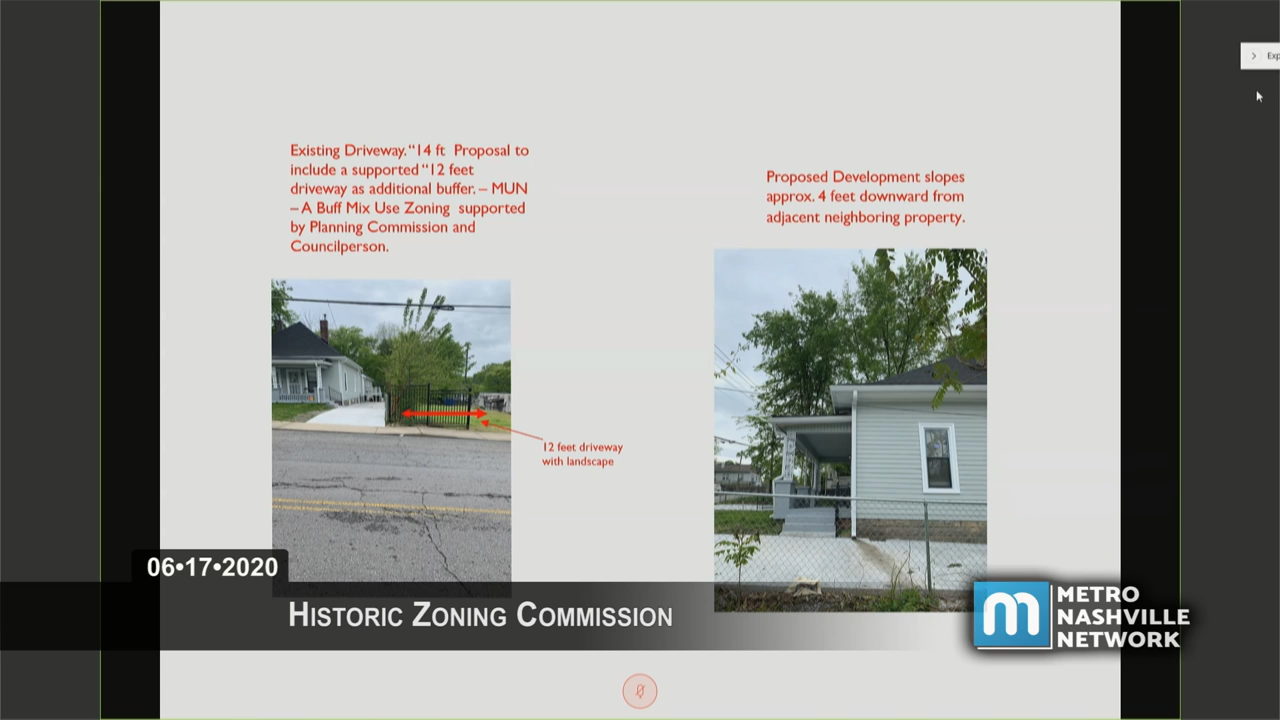 Exp
Existing Driveway. “14 ft Proposal to
include a supported “12 feet
driveway as additional buffer. – MUN
– A Buff Mix Use Zoning supported
by Planning Commission and
Councilperson.
Proposed Development slopes
approx. 4 feet downward from
adjacent neighboring property.
12 feet driveway
with landscape
06•17•2020
Historic Zoning Commission
m METRO
NASHVILLE
NETWORK